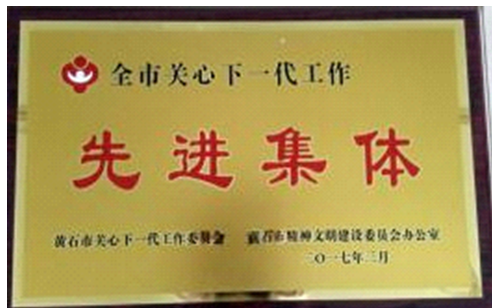 全市关心下一代工作
先进集体
黄石市关心下一代工作委员会 黄石市精神文明建设委员会办公室
二〇一七年三月